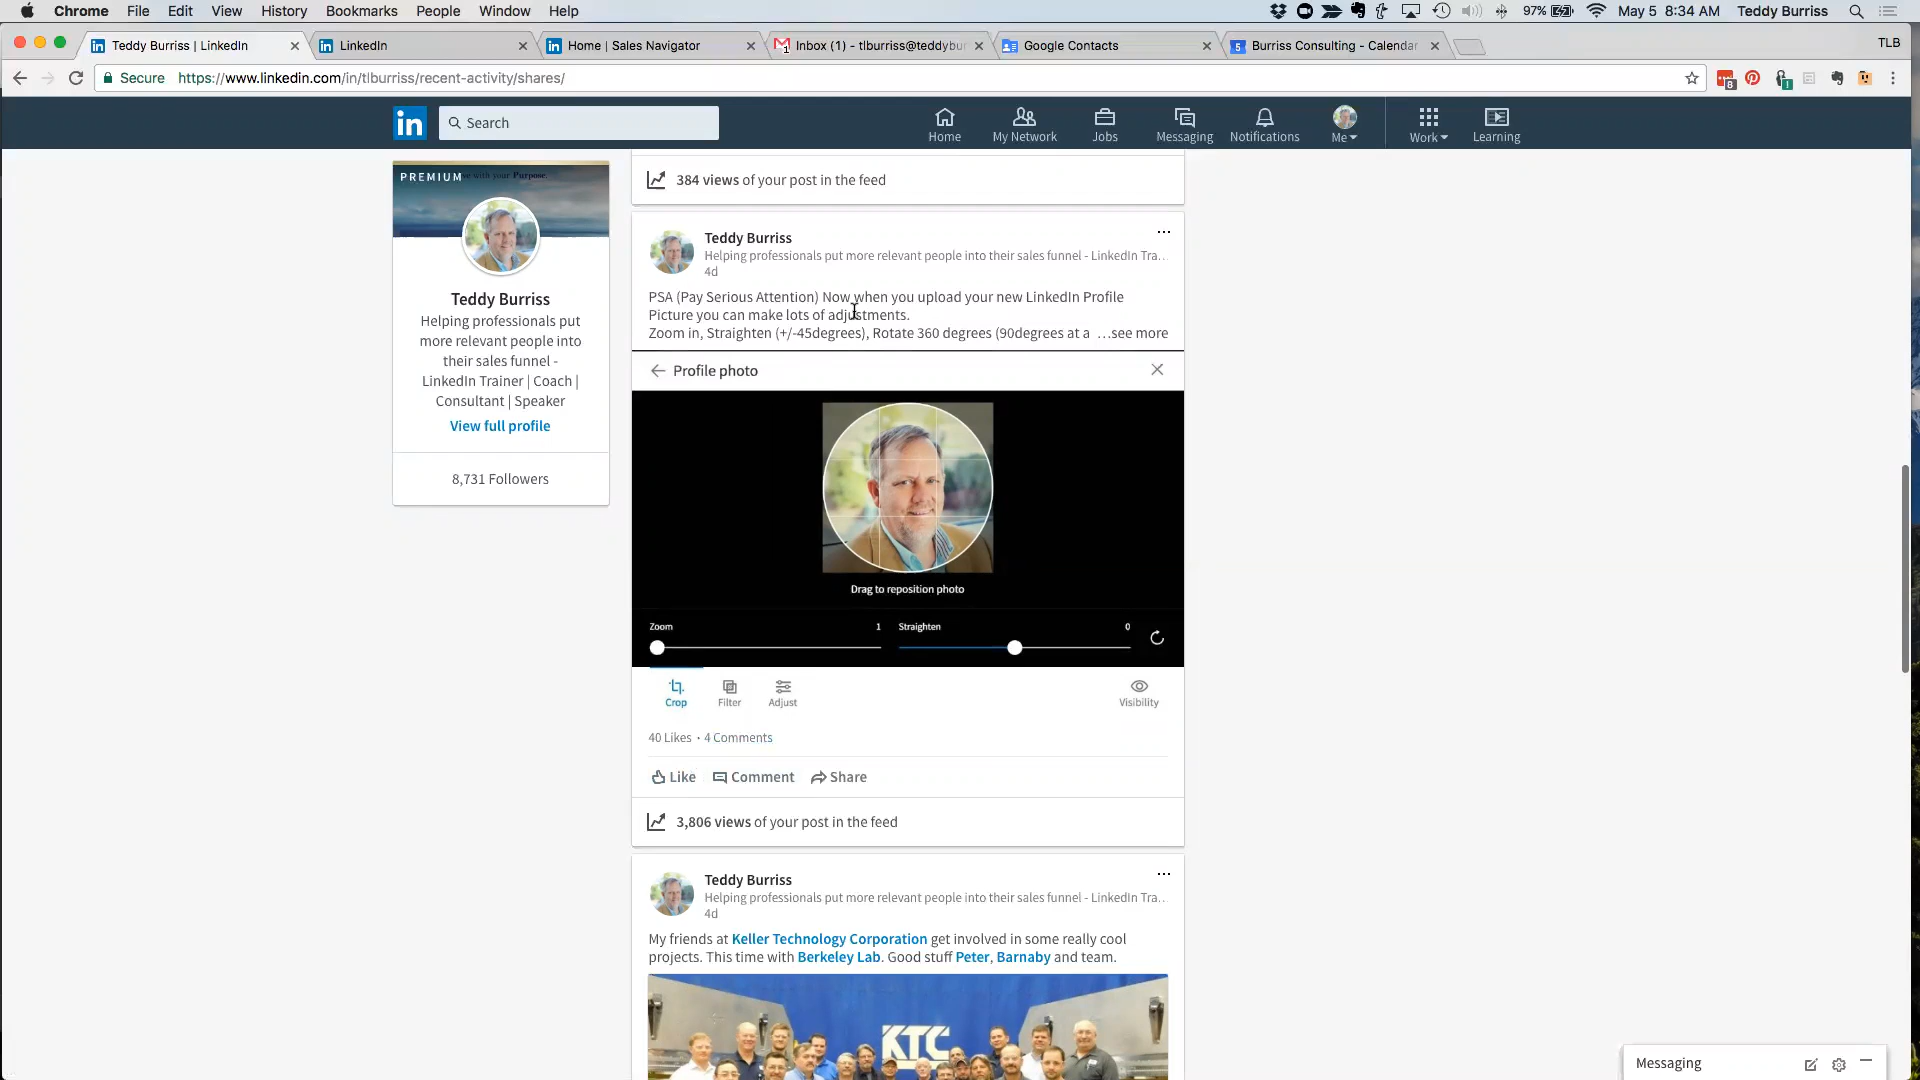 Chrome File Edit View History Bookmarks People Window Help 97% May 5 8:34 AM Teddy Burriss
Teddy Burriss | LinkedIn LinkedIn Home | Sales Navigator Inbox (1) - tlburriss@teddybur Google Contacts 5 Burriss Consulting - Calendar TLB
Secure https://www.linkedin.com/in/tlburriss/recent-activity/shares/ 8 1
in Search Home My Network Jobs Messaging Notifications Me Work Learning
PREMIUM
Purpose.
Teddy Burriss
Helping professionals put
more relevant people into
their sales funnel -
LinkedIn Trainer | Coach |
Consultant | Speaker
View full profile
8,731 Followers
384 views of your post in the feed
Teddy Burriss
Helping professionals put more relevant people into their sales funnel - LinkedIn Tra...
4d
PSA (Pay Serious Attention) Now when you upload your new LinkedIn Profile
Picture you can make lots of adjustments.
Zoom in, Straighten (+/-45degrees), Rotate 360 degrees (90degrees at a …see more
Profile photo
Drag to reposition photo
Zoom 1 Straighten 0
Crop Filter Adjust Visibility
40 Likes • 4 Comments
Like Comment Share
3,806 views of your post in the feed
Teddy Burriss
Helping professionals put more relevant people into their sales funnel - LinkedIn Tra...
4d
My friends at Keller Technology Corporation get involved in some really cool
projects. This time with Berkeley Lab. Good stuff Peter, Barnaby and team.
KTC
Messaging